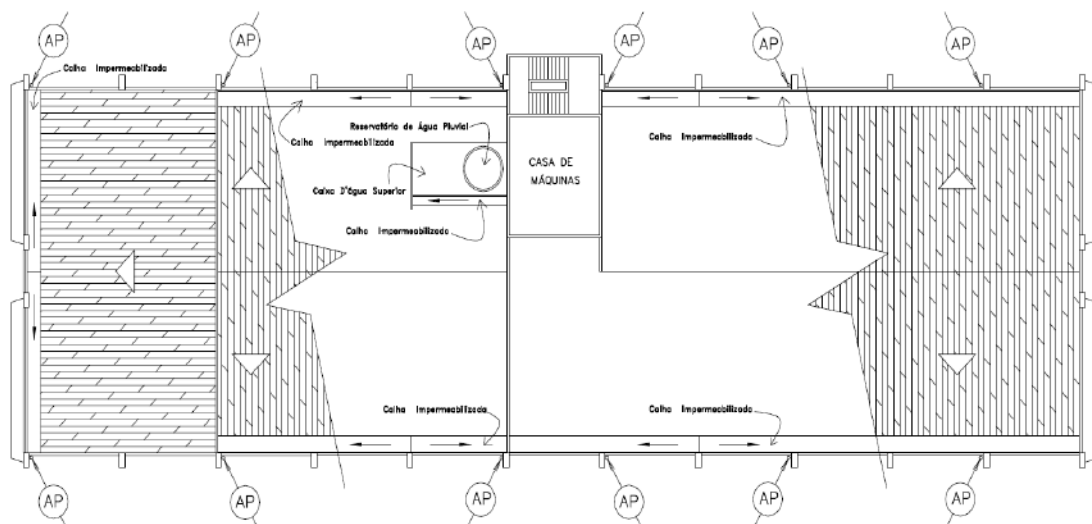 AP
AP
AP
AP
AP
AP
Calha Impermeabilizada
Reservatório de Água Pluvial
Calha Impermeabilizada
Calha Impermeabilizada
CASA DE
MÁQUINAS
Caixa D'Água Superior
Calha Impermeabilizada
Calha Impermeabilizada
Calha Impermeabilizada
AP
AP
AP
AP
AP
AP